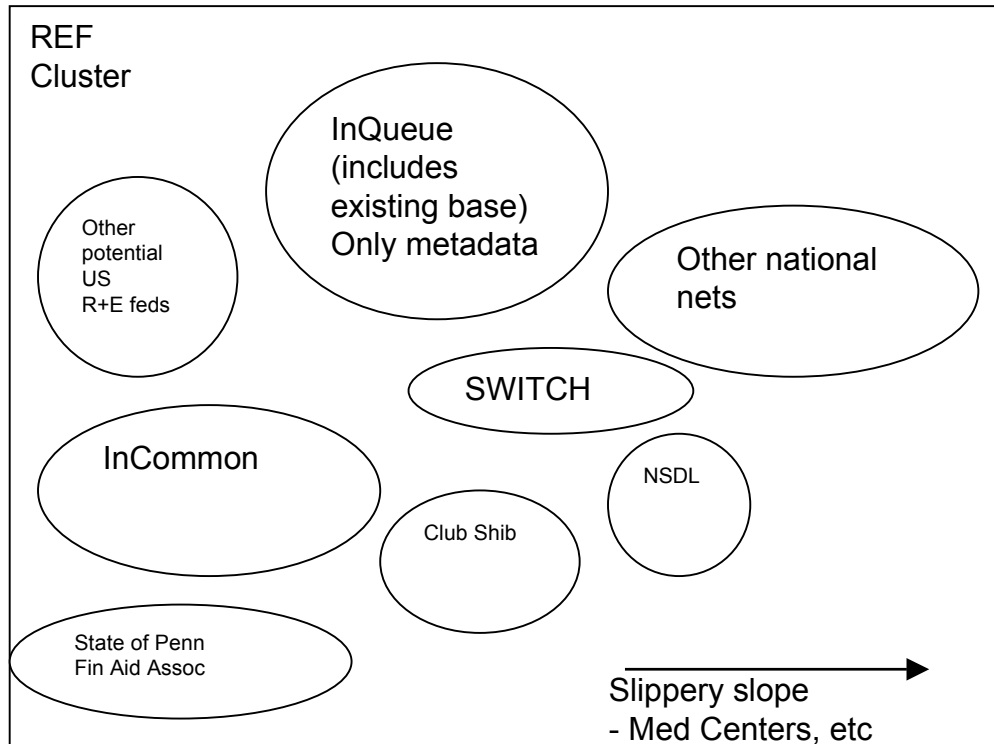 REF
Cluster
InQueue
(includes
existing base)
Only metadata
Other
potential
US
R+E feds
Other national
nets
SWITCH
InCommon
NSDL
Club Shib
State of Penn
Fin Aid Assoc
Slippery slope
- Med Centers, etc